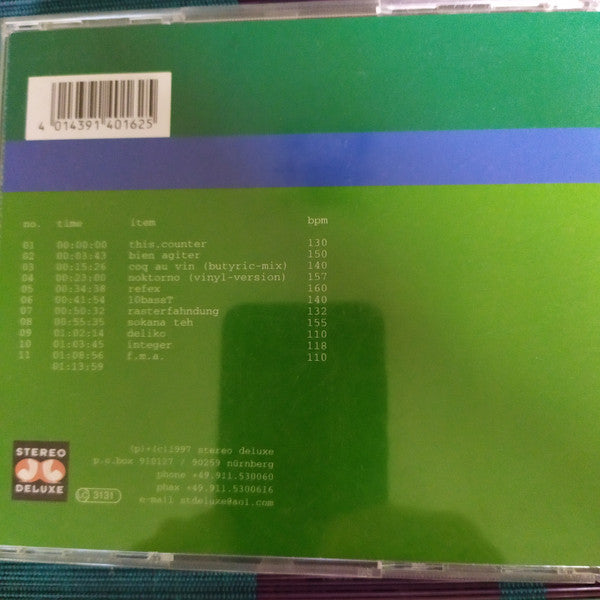 4 014391 401625
no. time item bpm
01 00:00:00 this.counter 130
02 00:03:43 bien agiter 150
03 00:15:26 coq au vin (butyric-mix) 140
04 00:23:00 noktorno (vinyl-version) 157
05 00:34:38 refex 160
06 00:41:54 10bassT 140
07 00:50:32 rasterfahndung 132
08 00:55:35 sokana teh 155
09 01:02:14 deliko 110
10 01:03:45 integer 118
11 01:08:56 f.m.a. 110
01:13:59
STEREO
DELUXE
(p)+(c)1997 stereo deluxe
p.o.box 910127 / 90259 nürnberg
phone +49.911.530060
phax +49.911.5300616
LC 3131
e-mail stdeluxe@aol.com